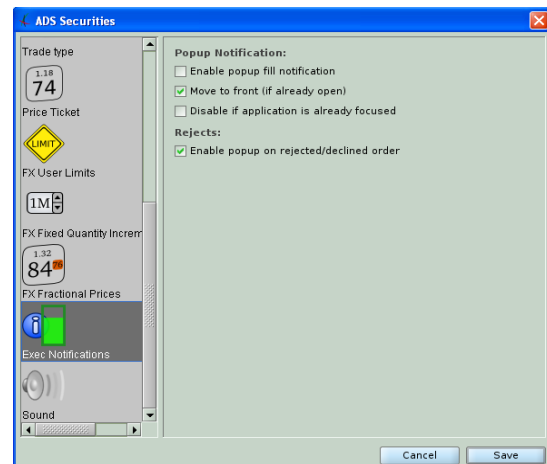 ADS Securities
Trade type
1.18
74
Price Ticket
LIMIT
FX User Limits
1M
FX Fixed Quantity Increm
1.32
84 76
FX Fractional Prices
i
Exec Notifications
Sound
Popup Notification:
Enable popup fill notification
Move to front (if already open)
Disable if application is already focused
Rejects:
Enable popup on rejected/declined order
Cancel
Save